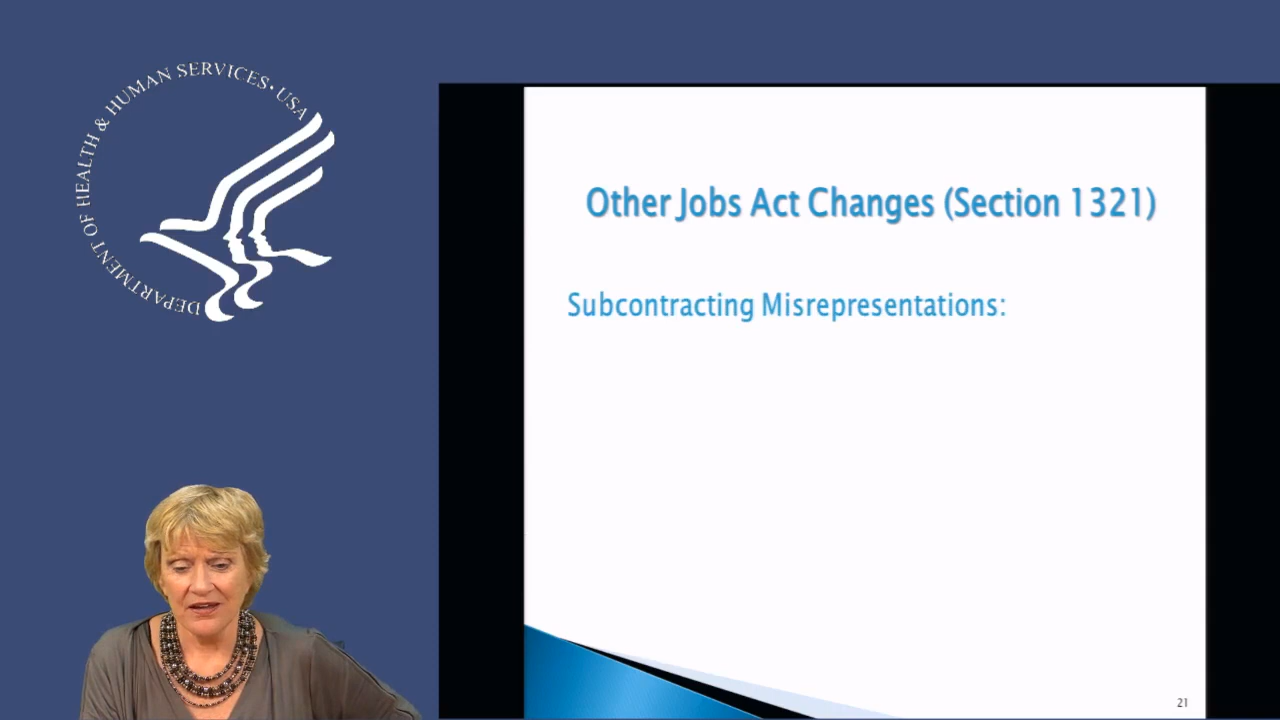 DEPARTMENT OF HEALTH & HUMAN SERVICES • USA
Other Jobs Act Changes (Section 1321)
Subcontracting Misrepresentations:
21